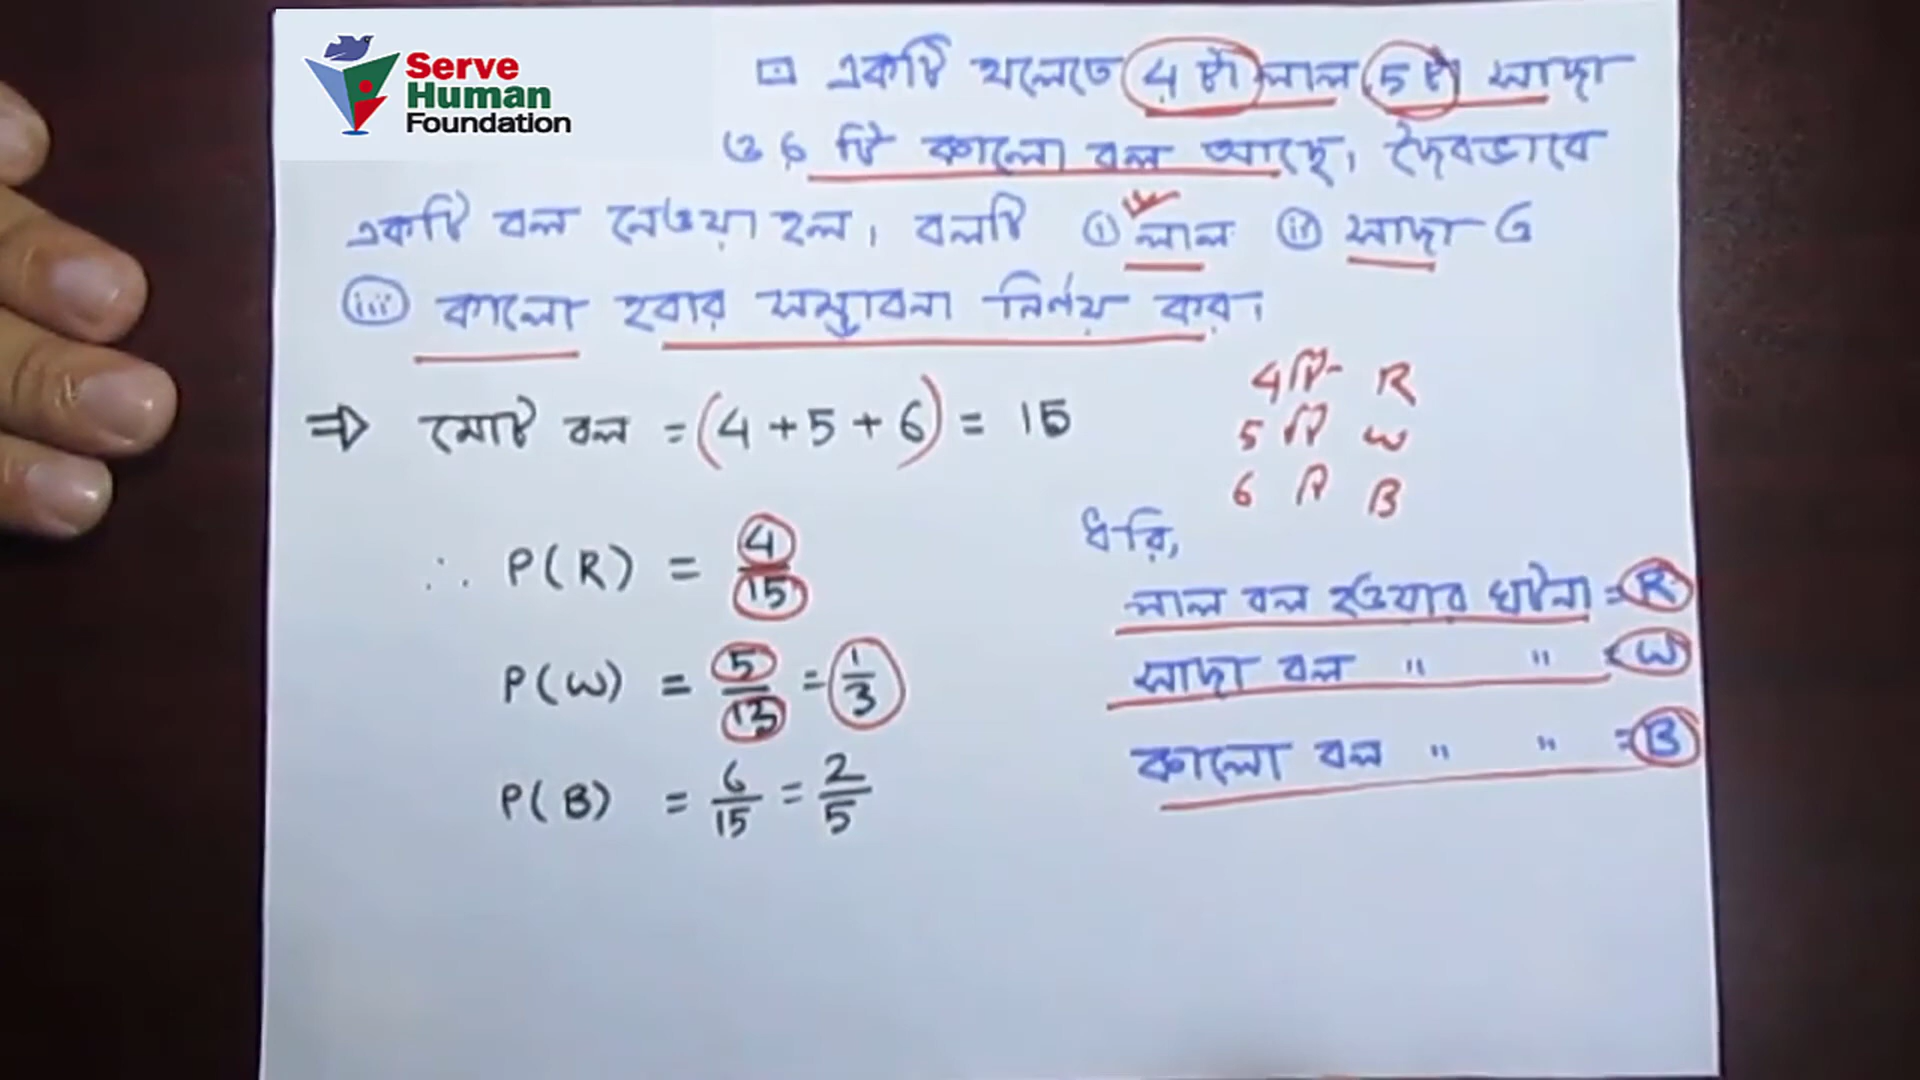 Serve
Human
Foundation
একটি থলেতে 4 টা লাল 5 টা সাদা
ও 6 টি কালো বল আছে। দৈবভাবে
একটি বল নেওয়া হল। বলটি (i) লাল (ii) সাদা ও
(iii) কালো হবার সম্ভাবনা নির্ণয় কর।
⇒ মোট বল = (4 + 5 + 6) = 15
4 টি R
5 টি W
6 টি B
∴ P(R) = 4/15
P(W) = 5/15 = 1/3
P(B) = 6/15 = 2/5
ধরি,
লাল বল হওয়ার ঘটনা = R
সাদা বল " " = W
কালো বল " " = B